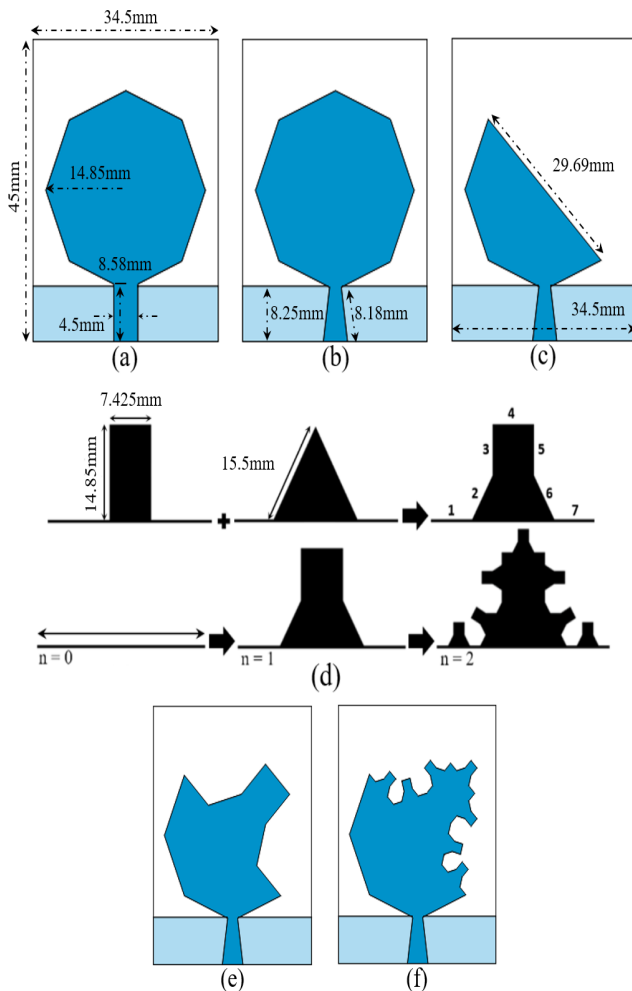 34.5mm
45mm
14.85mm
8.58mm
4.5mm
(a)
8.25mm
8.18mm
(b)
29.69mm
34.5mm
(c)
7.425mm
14.85mm
+
15.5mm
4
3 5
2 6
1 7
n = 0
n = 1
n = 2
(d)
(e)
(f)